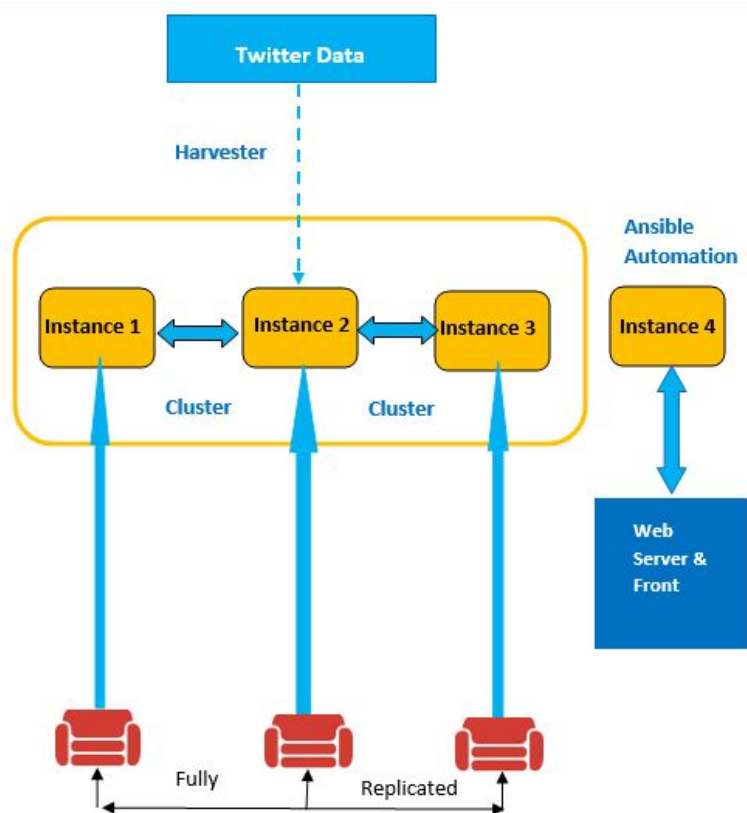 Twitter Data
Harvester
Ansible
Automation
Instance 1
Instance 2
Instance 3
Instance 4
Cluster
Cluster
Web
Server &
Front
Fully
Replicated